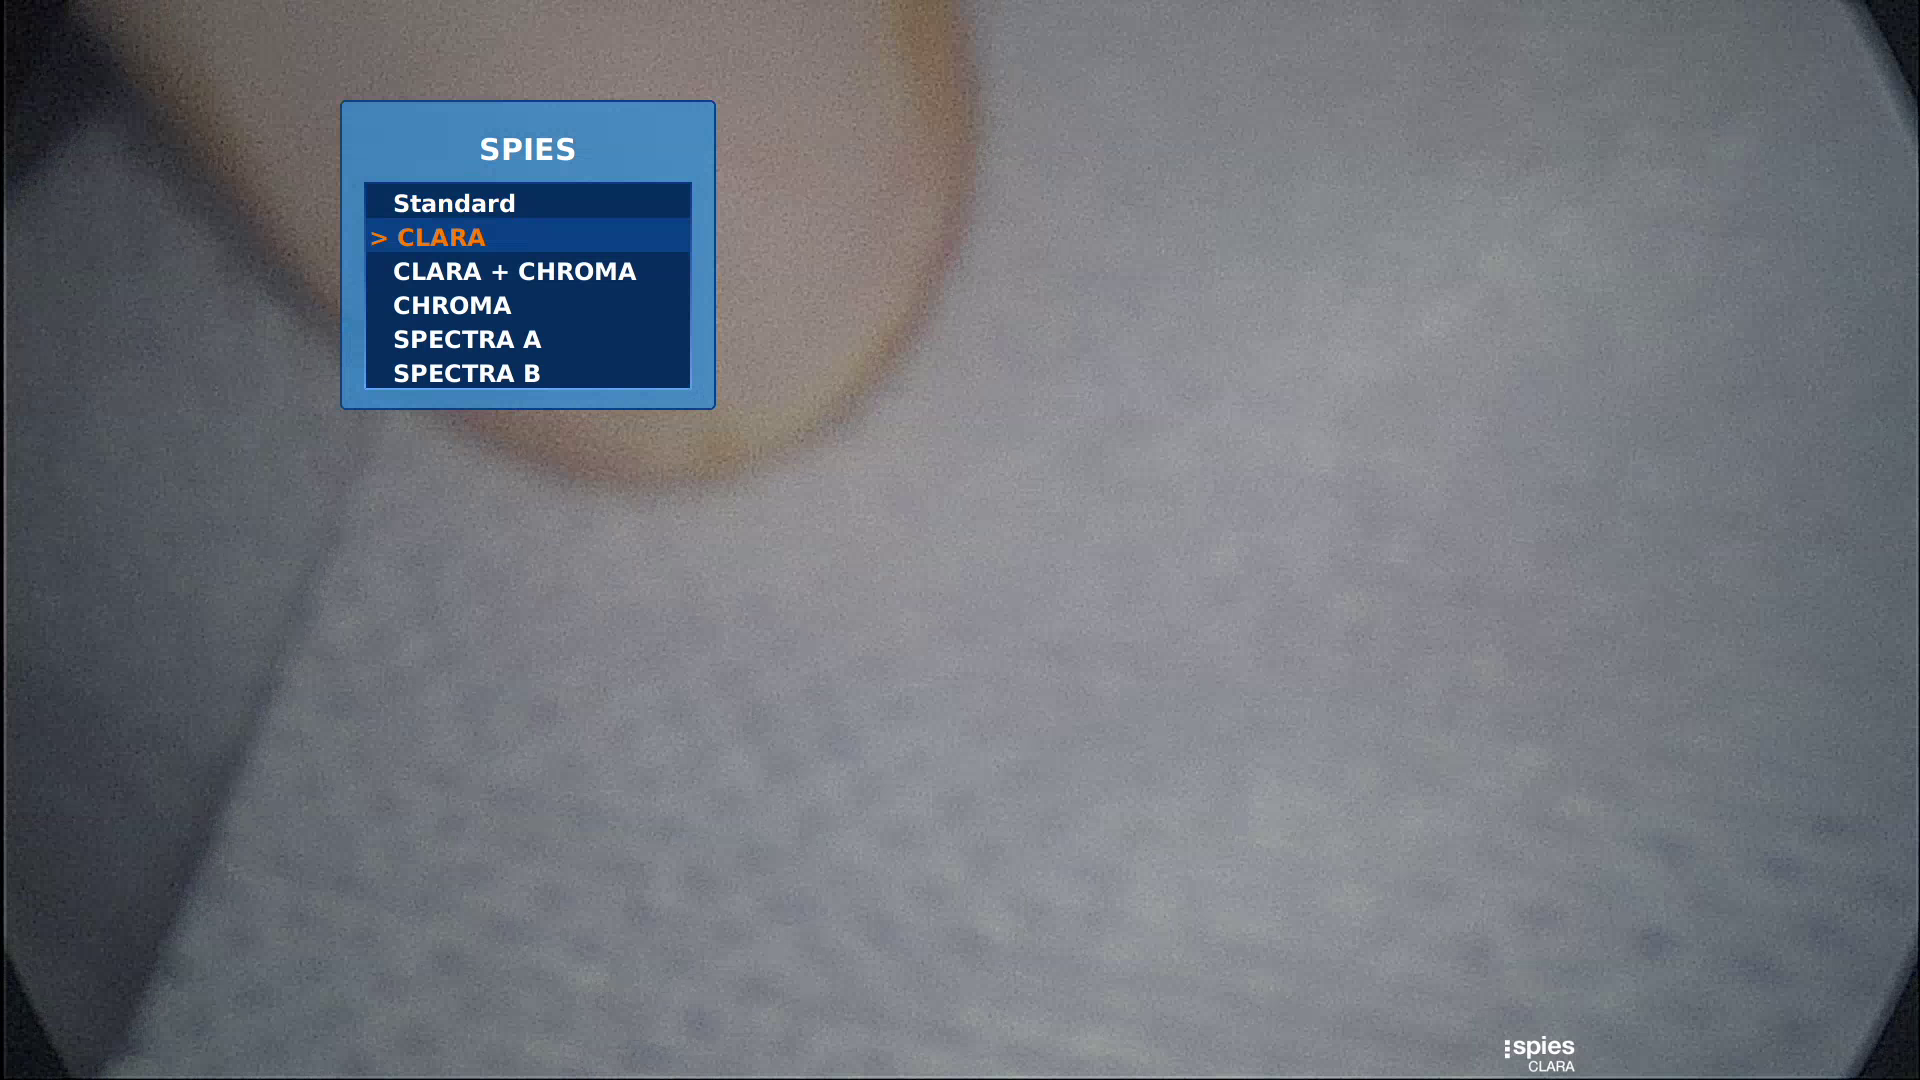 SPIES
Standard
> CLARA
CLARA + CHROMA
CHROMA
SPECTRA A
SPECTRA B
spies
CLARA